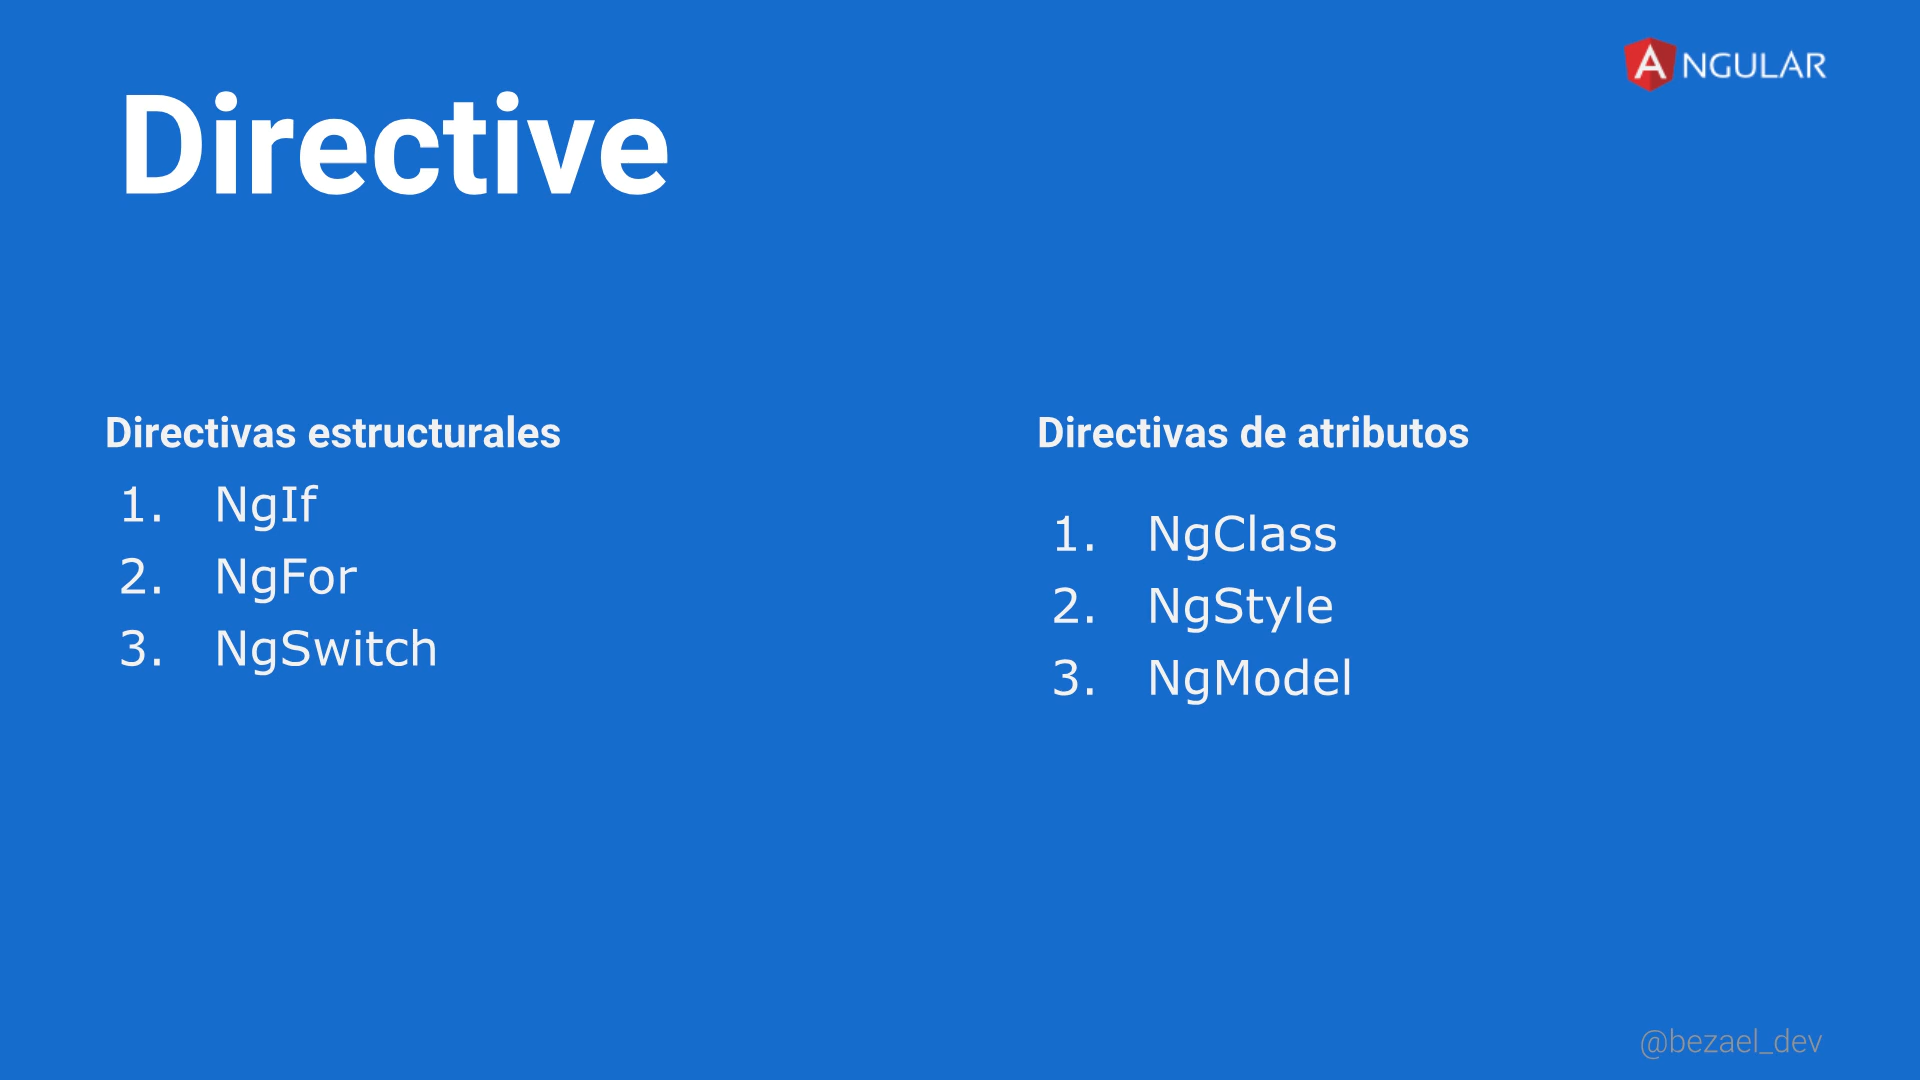 ANGULAR
Directive
Directivas estructurales
1. NgIf
2. NgFor
3. NgSwitch
Directivas de atributos
1. NgClass
2. NgStyle
3. NgModel
@bezael_dev